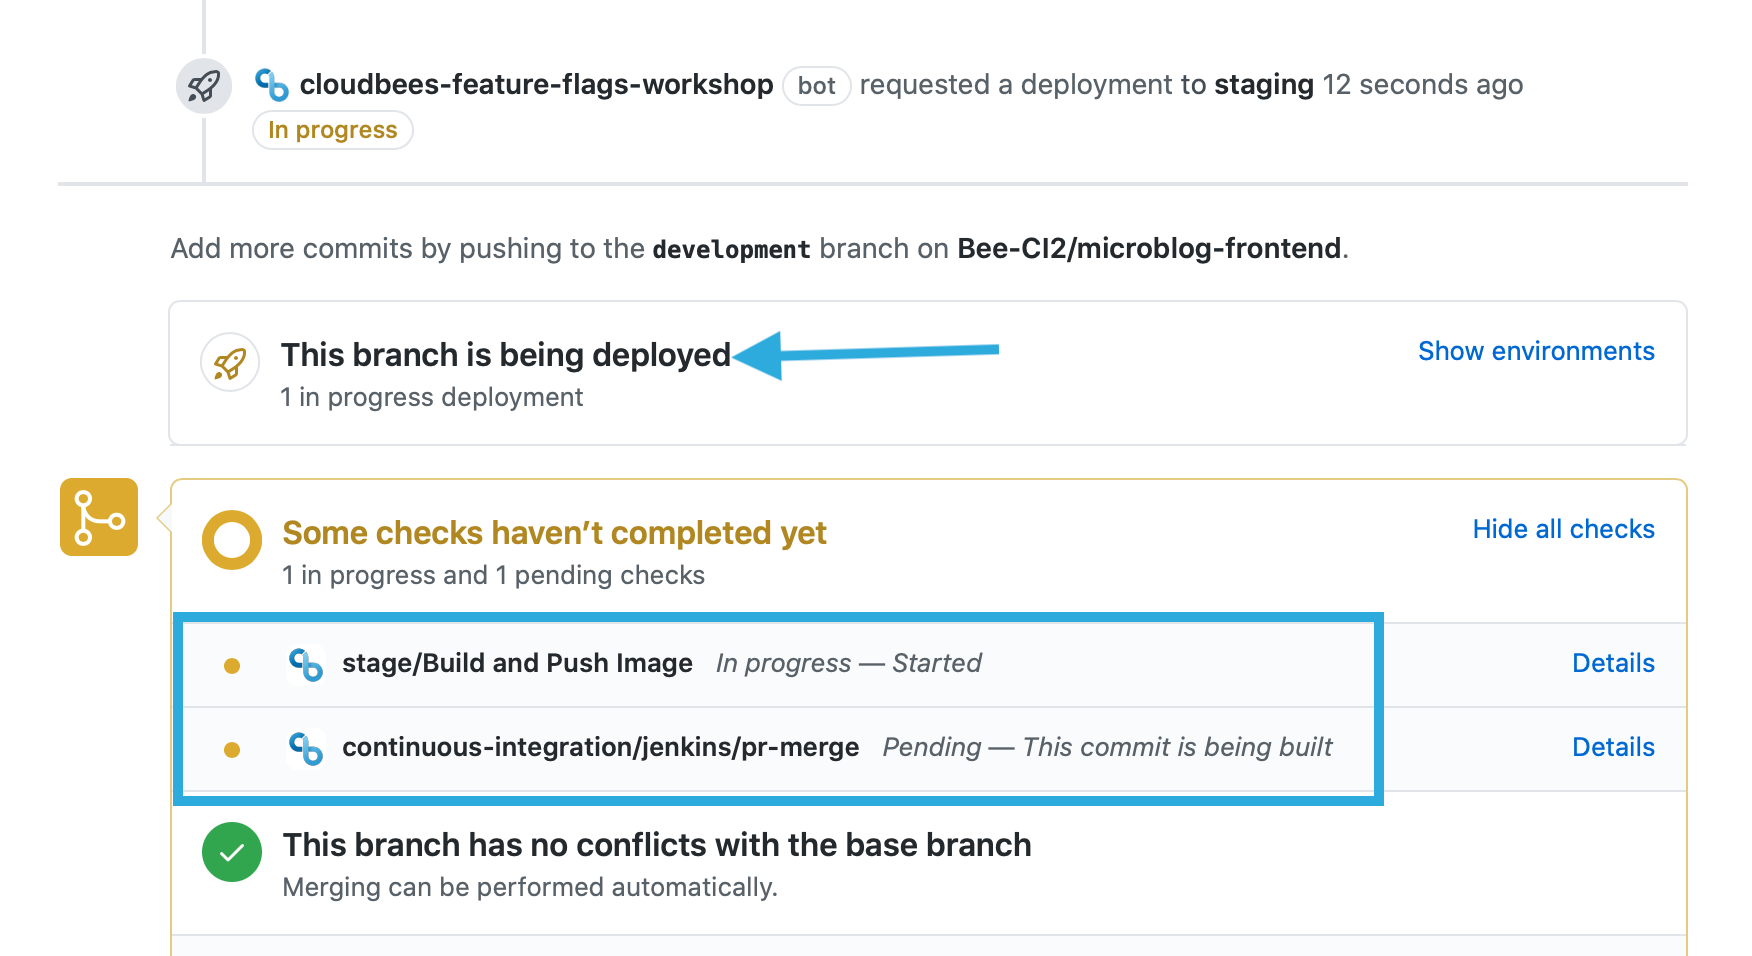 cloudbees-feature-flags-workshop bot requested a deployment to staging 12 seconds ago
In progress
Add more commits by pushing to the development branch on Bee-CI2/microblog-frontend.
This branch is being deployed
Show environments
1 in progress deployment
Some checks haven’t completed yet
Hide all checks
1 in progress and 1 pending checks
stage/Build and Push Image In progress — Started Details
continuous-integration/jenkins/pr-merge Pending — This commit is being built Details
This branch has no conflicts with the base branch
Merging can be performed automatically.